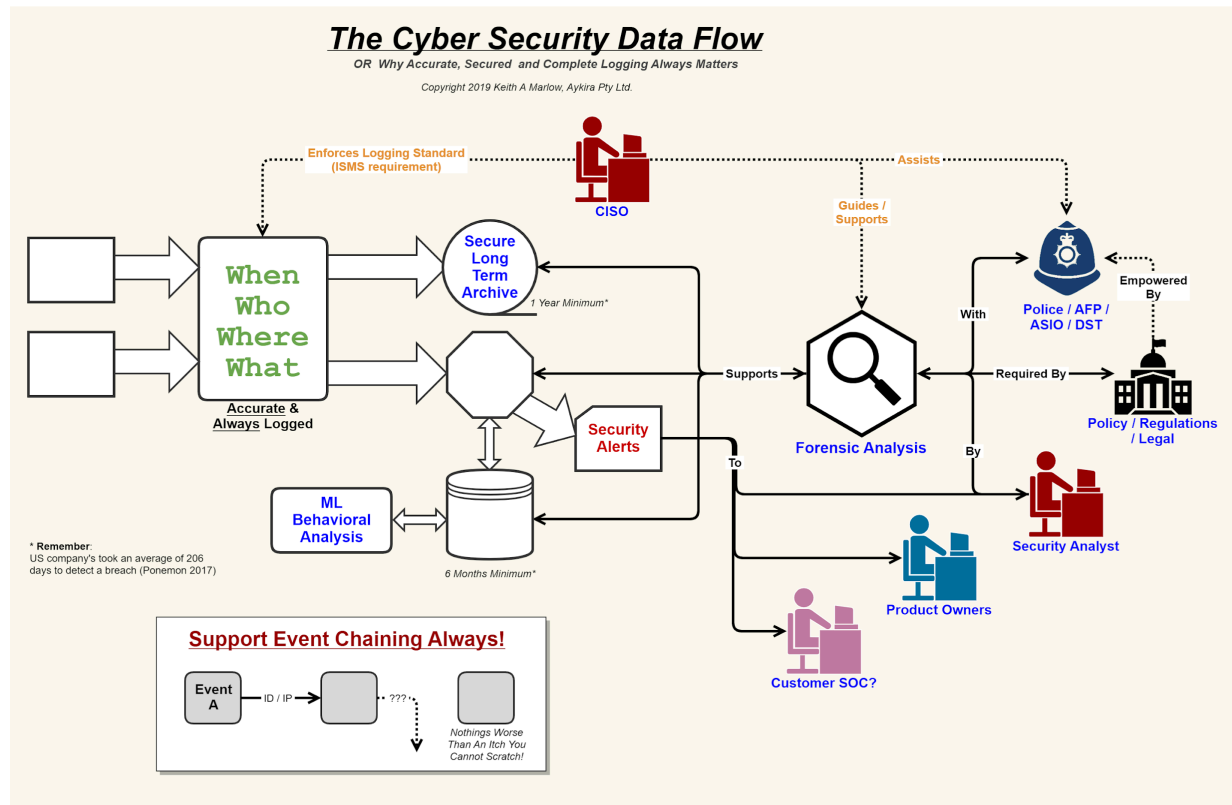 The Cyber Security Data Flow
OR Why Accurate, Secured and Complete Logging Always Matters
Copyright 2019 Keith A Marlow, Aykira Pty Ltd.
Enforces Logging Standard
(ISMS requirement)
CISO
Assists
Guides /
Supports
When
Who
Where
What
Accurate &
Always Logged
Secure
Long
Term
Archive
1 Year Minimum*
Security
Alerts
ML
Behavioral
Analysis
6 Months Minimum*
Supports
To
Forensic Analysis
With
Required By
By
Police / AFP /
ASIO / DST
Empowered
By
Policy / Regulations
/ Legal
Security Analyst
Product Owners
Customer SOC?
* Remember:
US company's took an average of 206
days to detect a breach (Ponemon 2017)
Support Event Chaining Always!
Event
A
ID / IP
???
Nothings Worse
Than An Itch You
Cannot Scratch!